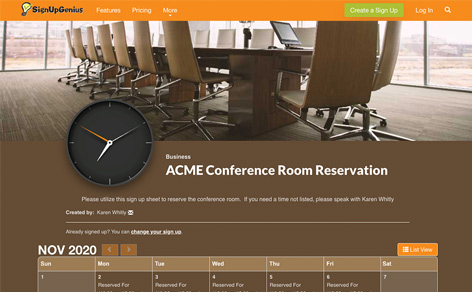 SignUpGenius
Features Pricing More Create a Sign Up Log In
Business
ACME Conference Room Reservation
Please utilize this sign up sheet to reserve the conference room. If you need a time not listed, please speak with Karen Whitly
Created by: Karen Whitly
Already signed up? You can change your sign up
NOV 2020 List View
Sun Mon Tue Wed Thu Fri Sat
1 2 3 4 5 6 7
Reserved For Reserved For Reserved For Reserved For Reserved For